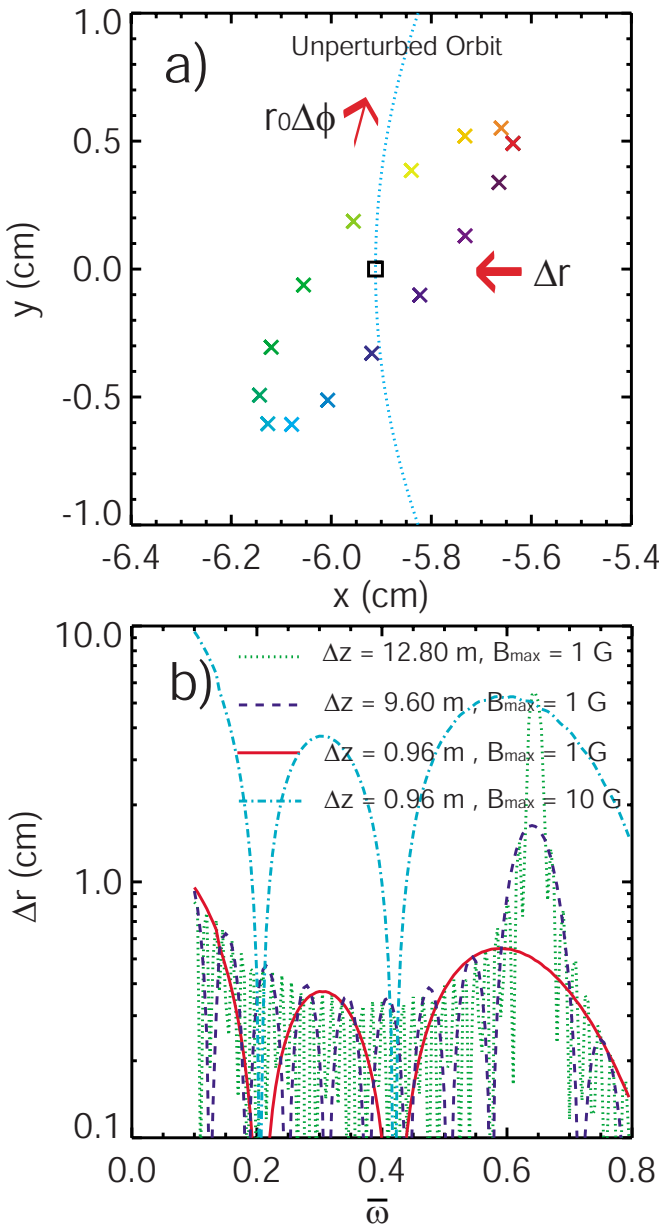 1.0
a)
Unperturbed Orbit
r₀Δϕ
0.5
y (cm)
0.0
Δr
-0.5
-1.0
-6.4 -6.2 -6.0 -5.8 -5.6 -5.4
x (cm)
10.0
b)
Δz = 12.80 m, Bmax = 1 G
Δz = 9.60 m , Bmax = 1 G
Δz = 0.96 m , Bmax = 1 G
Δz = 0.96 m , Bmax = 10 G
Δr (cm)
1.0
0.1
0.0 0.2 0.4 0.6 0.8
ω̅